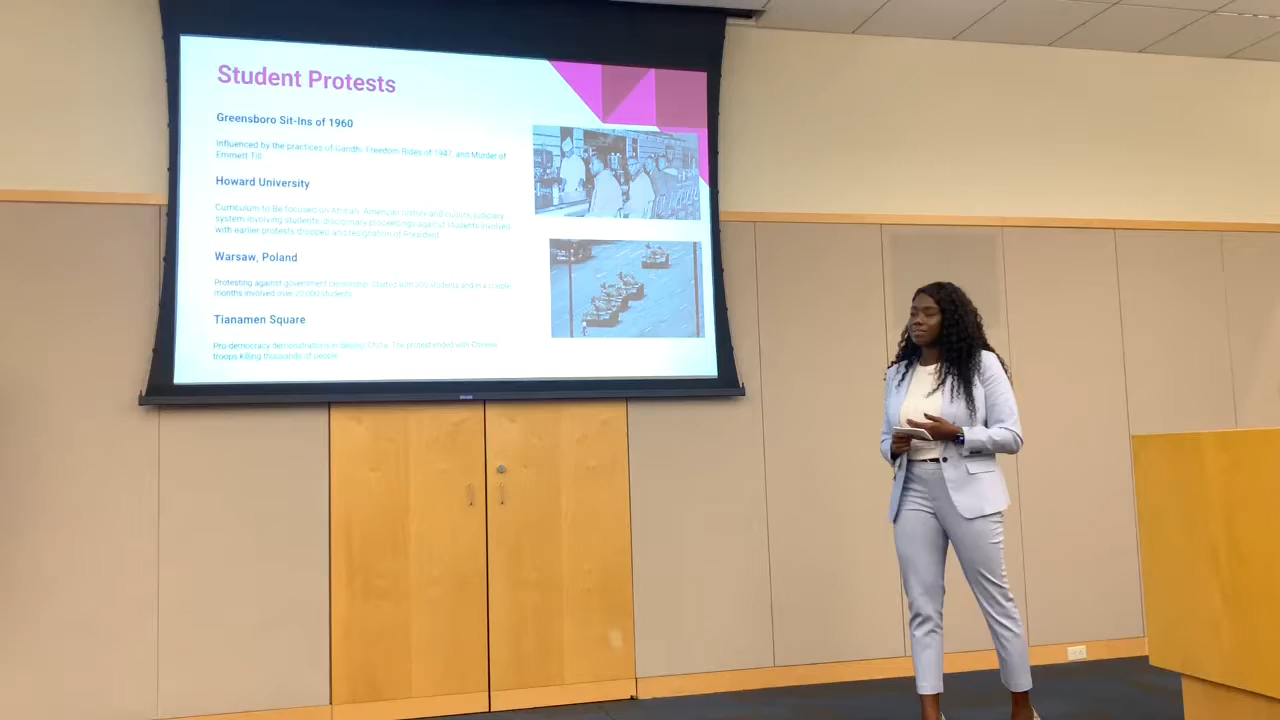 Student Protests
Greensboro Sit-Ins of 1960
Influenced by the practices of Gandhi, Freedom Rides of 1947, and Murder of
Emmett Till
Howard University
Curriculum to Be focused on African- American history and culture, judiciary
system involving students, disciplinary proceedings against students involved
with earlier protests dropped and resignation of President
Warsaw, Poland
Protesting against government censorship. Started with 300 students and in a couple
months involved over 20,000 students
Tianamen Square
Pro democracy demonstrations in Beijing China. The protest ended with Chinese
troops killing thousands of people